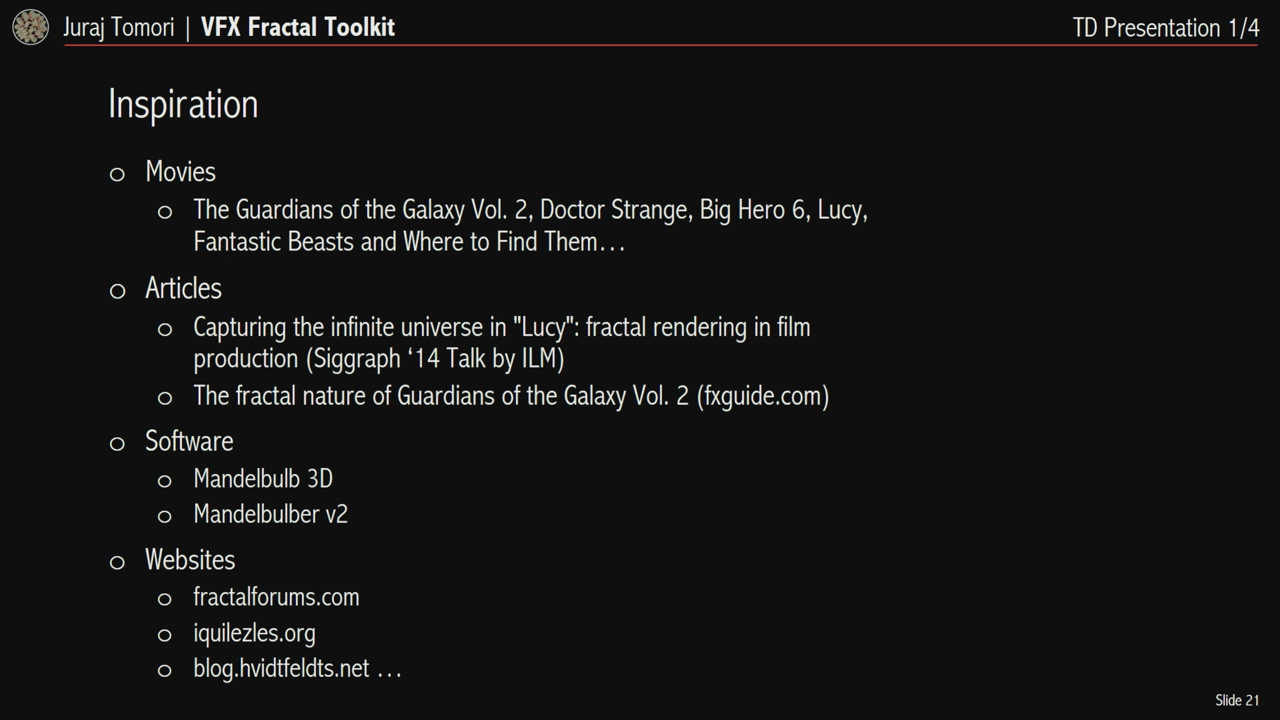 Juraj Tomori | VFX Fractal Toolkit
TD Presentation 1/4
Inspiration
Movies
The Guardians of the Galaxy Vol. 2, Doctor Strange, Big Hero 6, Lucy,
Fantastic Beasts and Where to Find Them…
Articles
Capturing the infinite universe in "Lucy": fractal rendering in film
production (Siggraph ‘14 Talk by ILM)
The fractal nature of Guardians of the Galaxy Vol. 2 (fxguide.com)
Software
Mandelbulb 3D
Mandelbulber v2
Websites
fractalforums.com
iquilezles.org
blog.hvidtfeldts.net …
Slide 21